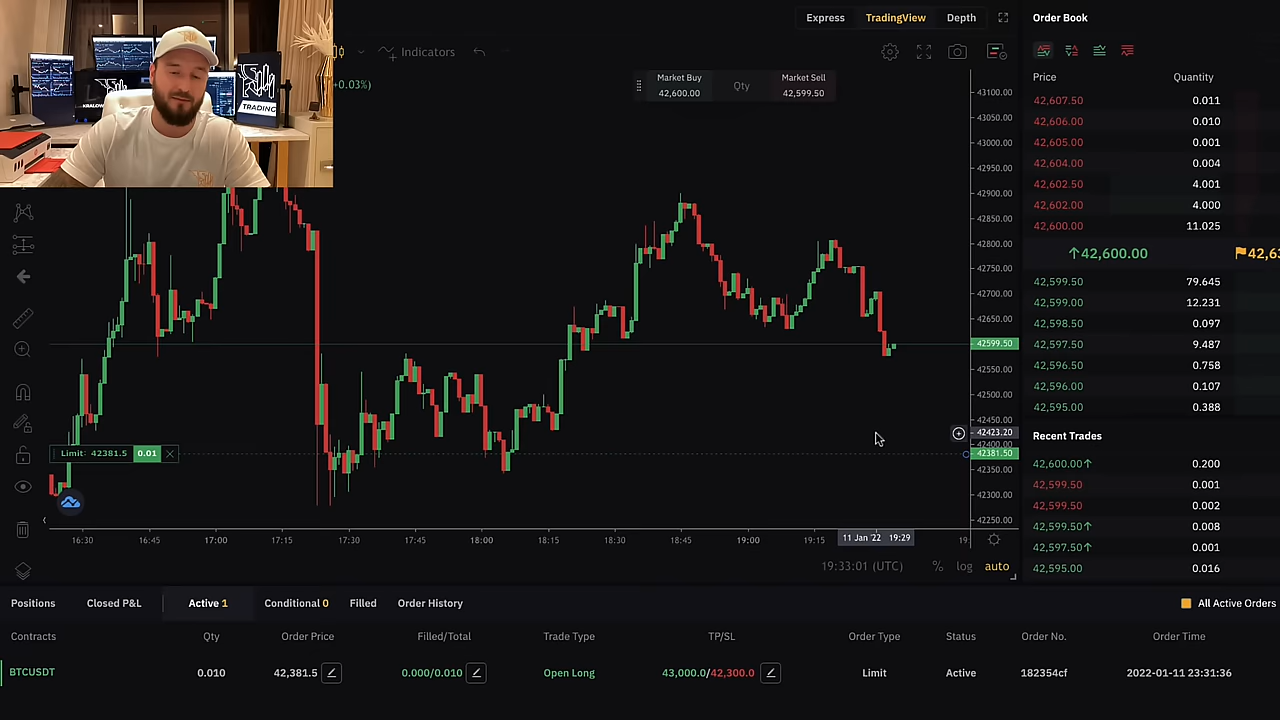 Express TradingView Depth
Indicators
+0.03%)
Market Buy
42,600.00
Qty
Market Sell
42,599.50
TRADING
43100.00
43050.00
43000.00
42950.00
42900.00
42850.00
42800.00
42750.00
42700.00
42650.00
42599.50
42550.00
42500.00
42450.00
42423.20
42400.00
42381.50
42350.00
42300.00
42250.00
Limit: 42381.5 0.01
16:30 16:45 17:00 17:15 17:30 17:45 18:00 18:15 18:30 18:45 19:00 19:15 11 Jan '22 19:29 19:
19:33:01 (UTC) % log auto
Order Book
Price Quantity
42,607.50 0.011
42,606.00 0.010
42,605.00 0.001
42,604.00 0.004
42,602.50 4.001
42,602.00 4.000
42,600.00 11.025
↑42,600.00 42,63
42,599.50 79.645
42,599.00 12.231
42,598.50 0.097
42,597.50 9.487
42,596.50 0.758
42,596.00 0.107
42,595.00 0.388
Recent Trades
42,600.00↑ 0.200
42,599.50 0.001
42,599.50 0.002
42,599.50↑ 0.008
42,597.50↑ 0.001
42,595.00 0.016
Positions Closed P&L Active 1 Conditional 0 Filled Order History All Active Orders
Contracts Qty Order Price Filled/Total Trade Type TP/SL Order Type Status Order No. Order Time
BTCUSDT 0.010 42,381.5 0.000/0.010 Open Long 43,000.0/42,300.0 Limit Active 182354cf 2022-01-11 23:31:36